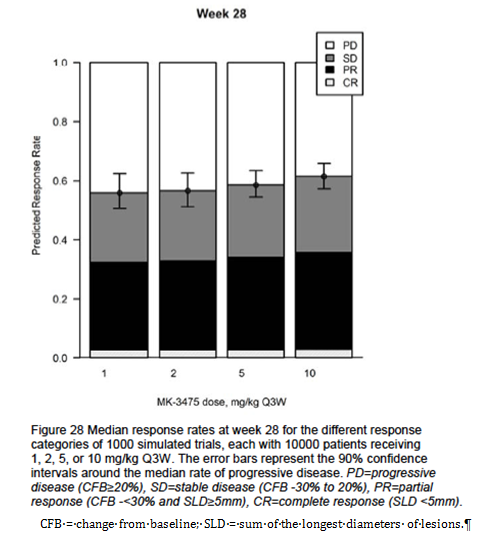 Week 28
PD
SD
PR
CR
1.0
0.8
0.6
0.4
0.2
0.0
Predicted Response Rate
1
2
5
10
MK-3475 dose, mg/kg Q3W
Figure 28 Median response rates at week 28 for the different response
categories of 1000 simulated trials, each with 10000 patients receiving
1, 2, 5, or 10 mg/kg Q3W. The error bars represent the 90% confidence
intervals around the median rate of progressive disease. PD=progressive
disease (CFB≥20%), SD=stable disease (CFB -30% to 20%), PR=partial
response (CFB -<30% and SLD≥5mm), CR=complete response (SLD <5mm).
CFB·=·change·from·baseline;·SLD·=·sum·of·the·longest·diameters·of·lesions.¶